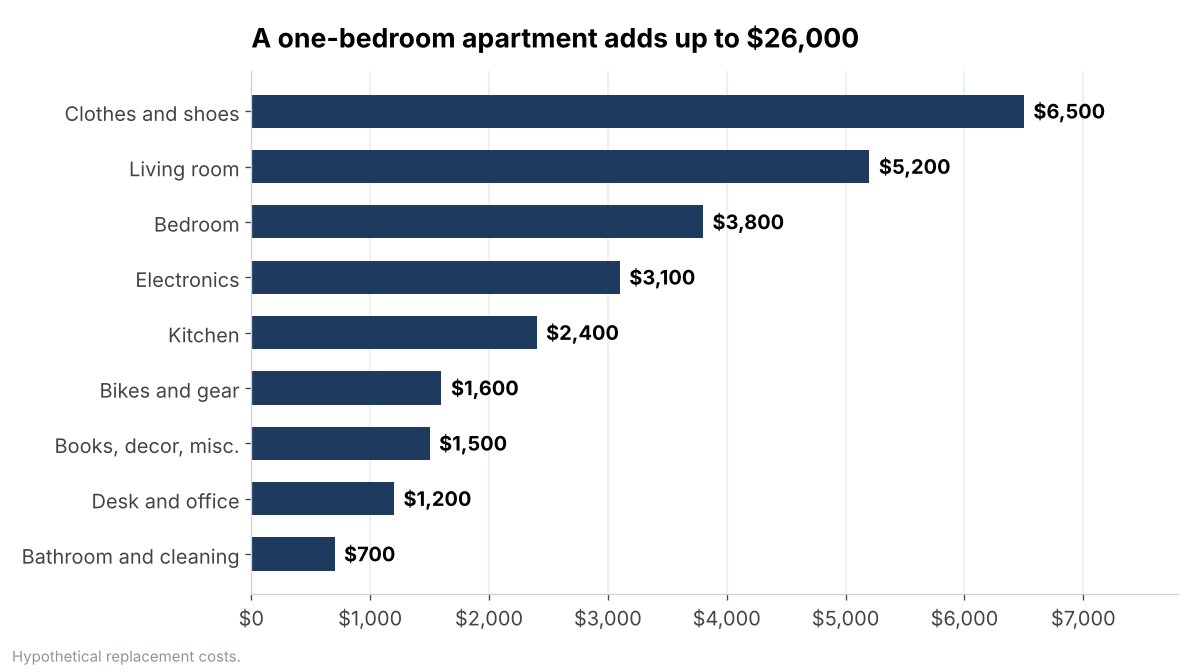 A one-bedroom apartment adds up to $26,000
Clothes and shoes $6,500
Living room $5,200
Bedroom $3,800
Electronics $3,100
Kitchen $2,400
Bikes and gear $1,600
Books, decor, misc. $1,500
Desk and office $1,200
Bathroom and cleaning $700
$0 $1,000 $2,000 $3,000 $4,000 $5,000 $6,000 $7,000
Hypothetical replacement costs.